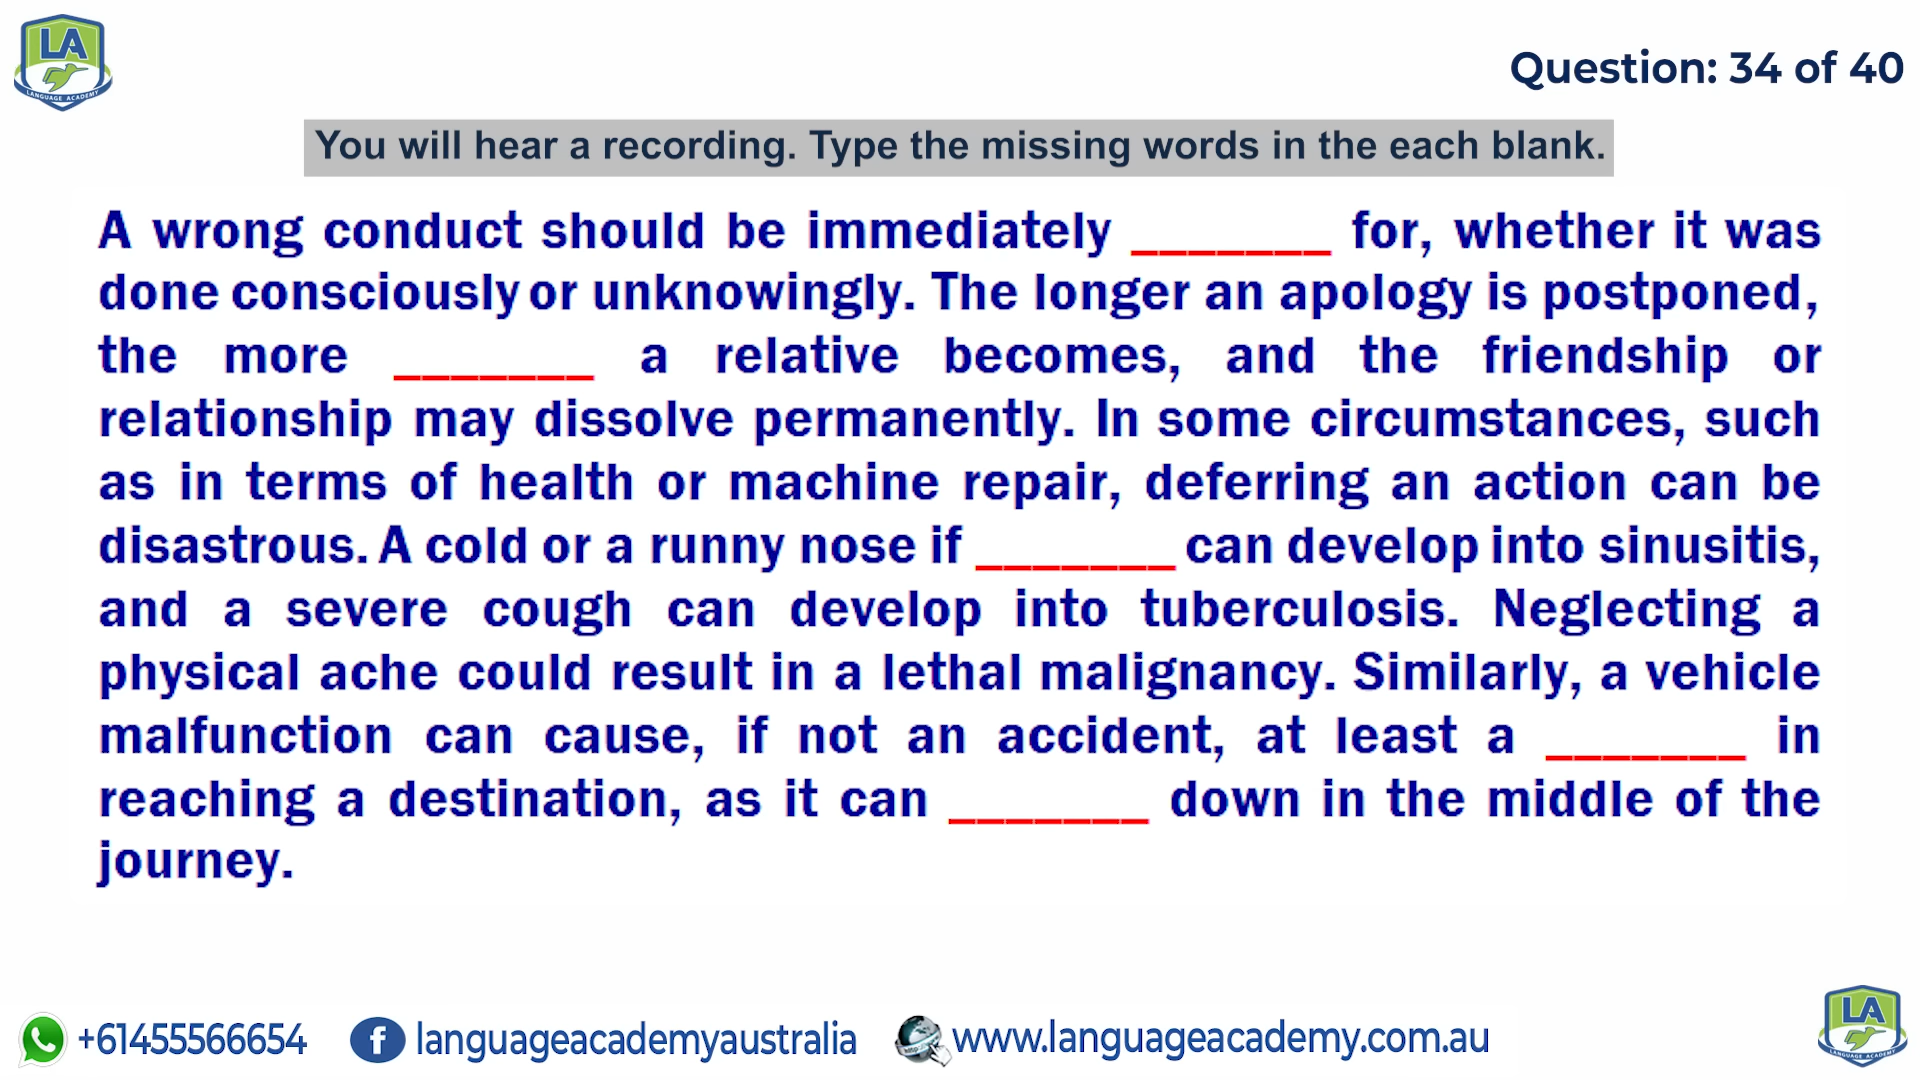 LA
LANGUAGE ACADEMY
Question: 34 of 40
You will hear a recording. Type the missing words in the each blank.
A wrong conduct should be immediately _______ for, whether it was
done consciously or unknowingly. The longer an apology is postponed,
the more _______ a relative becomes, and the friendship or
relationship may dissolve permanently. In some circumstances, such
as in terms of health or machine repair, deferring an action can be
disastrous. A cold or a runny nose if _______ can develop into sinusitis,
and a severe cough can develop into tuberculosis. Neglecting a
physical ache could result in a lethal malignancy. Similarly, a vehicle
malfunction can cause, if not an accident, at least a _______ in
reaching a destination, as it can _______ down in the middle of the
journey.
+61455566654 languageacademyaustralia www.languageacademy.com.au
LA
LANGUAGE ACADEMY